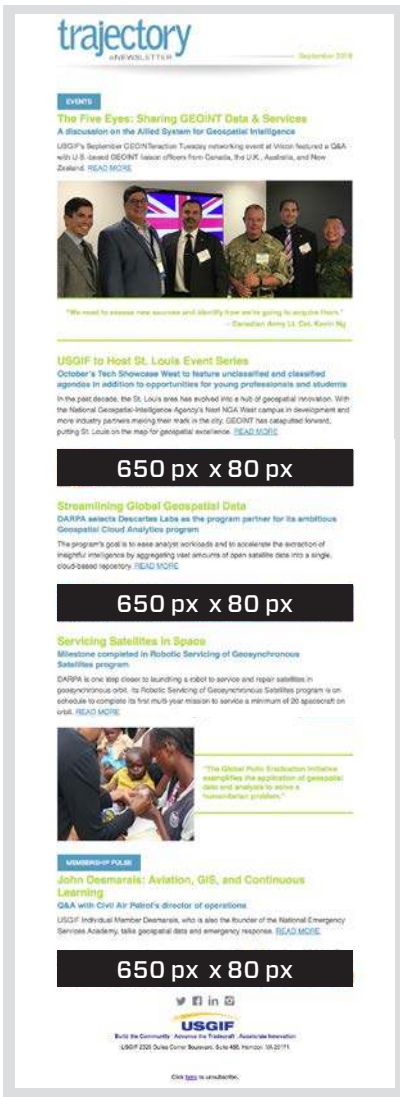 trajectory
eNEWSLETTER
September 2018
EVENTS
The Five Eyes: Sharing GEOINT Data & Services
A discussion on the Allied System for Geospatial Intelligence
USGIF's September GEOINTeraction Tuesday networking event at Vricon featured a Q&A
with U.S.-based GEOINT liaison officers from Canada, the U.K., Australia, and New
Zealand. READ MORE
"We need to assess new sources and identify how we're going to acquire them."
– Canadian Army Lt. Col. Kevin Ng
USGIF to Host St. Louis Event Series
October's Tech Showcase West to feature unclassified and classified
agendas in addition to opportunities for young professionals and students
In the past decade, the St. Louis area has evolved into a hub of geospatial innovation. With
the National Geospatial-Intelligence Agency's Next NGA West campus in development and
more industry partners making their mark in the city, GEOINT has catapulted forward,
putting St. Louis on the map for geospatial excellence. READ MORE
650 px x 80 px
Streamlining Global Geospatial Data
DARPA selects Descartes Labs as the program partner for its ambitious
Geospatial Cloud Analytics program
The program's goal is to ease analyst workloads and to accelerate the extraction of
insightful intelligence by aggregating vast amounts of open satellite data into a single,
cloud-based repository. READ MORE
650 px x 80 px
Servicing Satellites in Space
Milestone completed in Robotic Servicing of Geosynchronous
Satellites program
DARPA is one step closer to launching a robot to service and repair satellites in
geosynchronous orbit. Its Robotic Servicing of Geosynchronous Satellites program is on
schedule to complete its first multi-year mission to service a minimum of 20 spacecraft on
orbit. READ MORE
"The Global Polio Eradication Initiative
exemplifies the application of geospatial
data and analysis to solve a
humanitarian problem."
MEMBERSHIP PULSE
John Desmarais: Aviation, GIS, and Continuous
Learning
Q&A with Civil Air Patrol's director of operations
USGIF Individual Member Desmarais, who is also the founder of the National Emergency
Services Academy, talks geospatial data and emergency response. READ MORE
650 px x 80 px
USGIF
Build the Community · Advance the Tradecraft · Accelerate Innovation
USGIF 2325 Dulles Corner Boulevard, Suite 450, Herndon, VA 20171
Click here to unsubscribe.